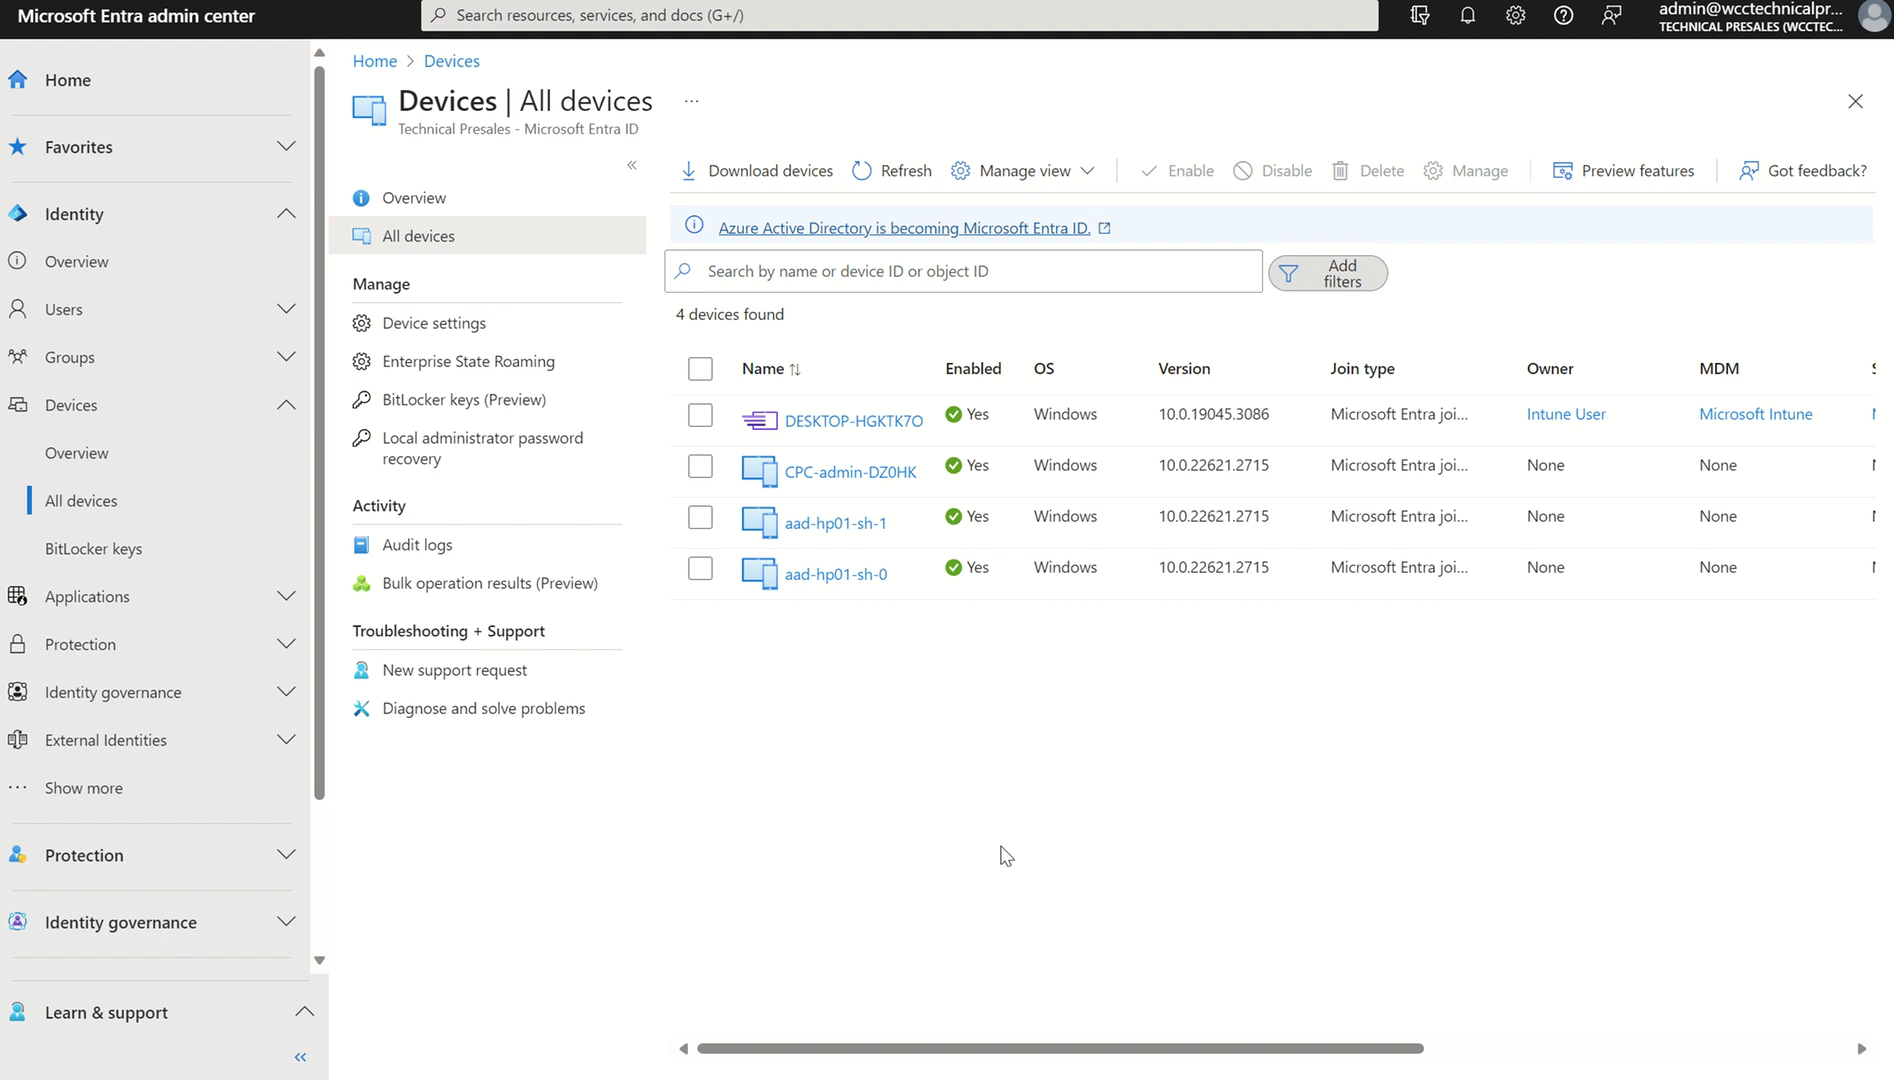 Microsoft Entra admin center
Search resources, services, and docs (G+/)
admin@wcctechnicalpr...
TECHNICAL PRESALES (WCCTEC...
Home
Favorites
Identity
Overview
Users
Groups
Devices
Overview
All devices
BitLocker keys
Applications
Protection
Identity governance
External Identities
Show more
Protection
Identity governance
Learn & support
Home > Devices
Devices | All devices ...
Technical Presales - Microsoft Entra ID
Overview
All devices
Manage
Device settings
Enterprise State Roaming
BitLocker keys (Preview)
Local administrator password
recovery
Activity
Audit logs
Bulk operation results (Preview)
Troubleshooting + Support
New support request
Diagnose and solve problems
Download devices Refresh Manage view Enable Disable Delete Manage Preview features Got feedback?
Azure Active Directory is becoming Microsoft Entra ID.
Search by name or device ID or object ID
Add
filters
4 devices found
Name Enabled OS Version Join type Owner MDM
DESKTOP-HGKTK7O Yes Windows 10.0.19045.3086 Microsoft Entra joi... Intune User Microsoft Intune
CPC-admin-DZ0HK Yes Windows 10.0.22621.2715 Microsoft Entra joi... None None
aad-hp01-sh-1 Yes Windows 10.0.22621.2715 Microsoft Entra joi... None None
aad-hp01-sh-0 Yes Windows 10.0.22621.2715 Microsoft Entra joi... None None